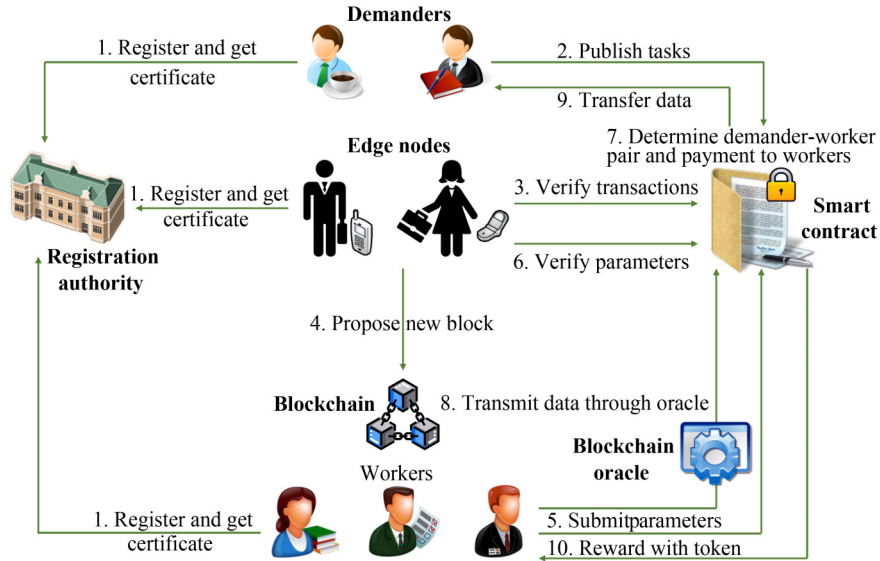 Demanders
1. Register and get
certificate
2. Publish tasks
9. Transfer data
7. Determine demander-worker
pair and payment to workers
Edge nodes
1. Register and get
certificate
3. Verify transactions
Smart
contract
Registration
authority
6. Verify parameters
4. Propose new block
Blockchain
8. Transmit data through oracle
Blockchain
oracle
Workers
1. Register and get
certificate
5. Submitparameters
10. Reward with token